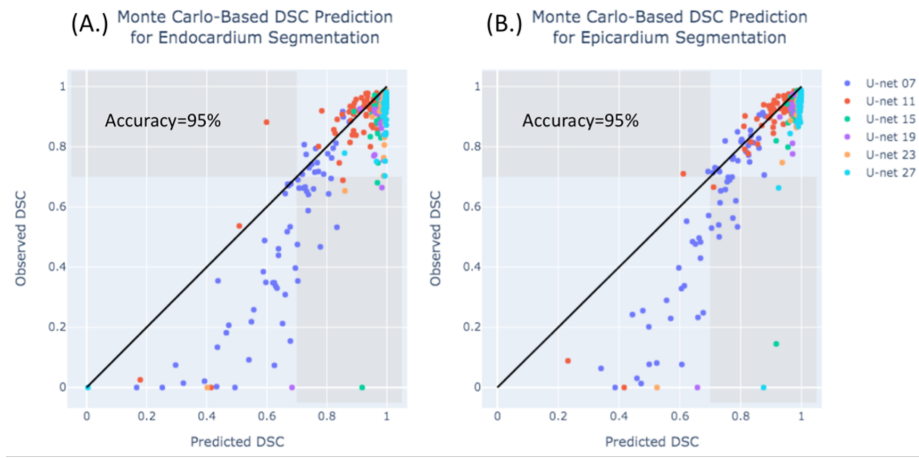 (A.)
Monte Carlo-Based DSC Prediction
for Endocardium Segmentation
Accuracy=95%
Observed DSC
1
0.8
0.6
0.4
0.2
0
0 0.2 0.4 0.6 0.8 1
Predicted DSC
(B.)
Monte Carlo-Based DSC Prediction
for Epicardium Segmentation
Accuracy=95%
Observed DSC
1
0.8
0.6
0.4
0.2
0
0 0.2 0.4 0.6 0.8 1
Predicted DSC
U-net 07
U-net 11
U-net 15
U-net 19
U-net 23
U-net 27